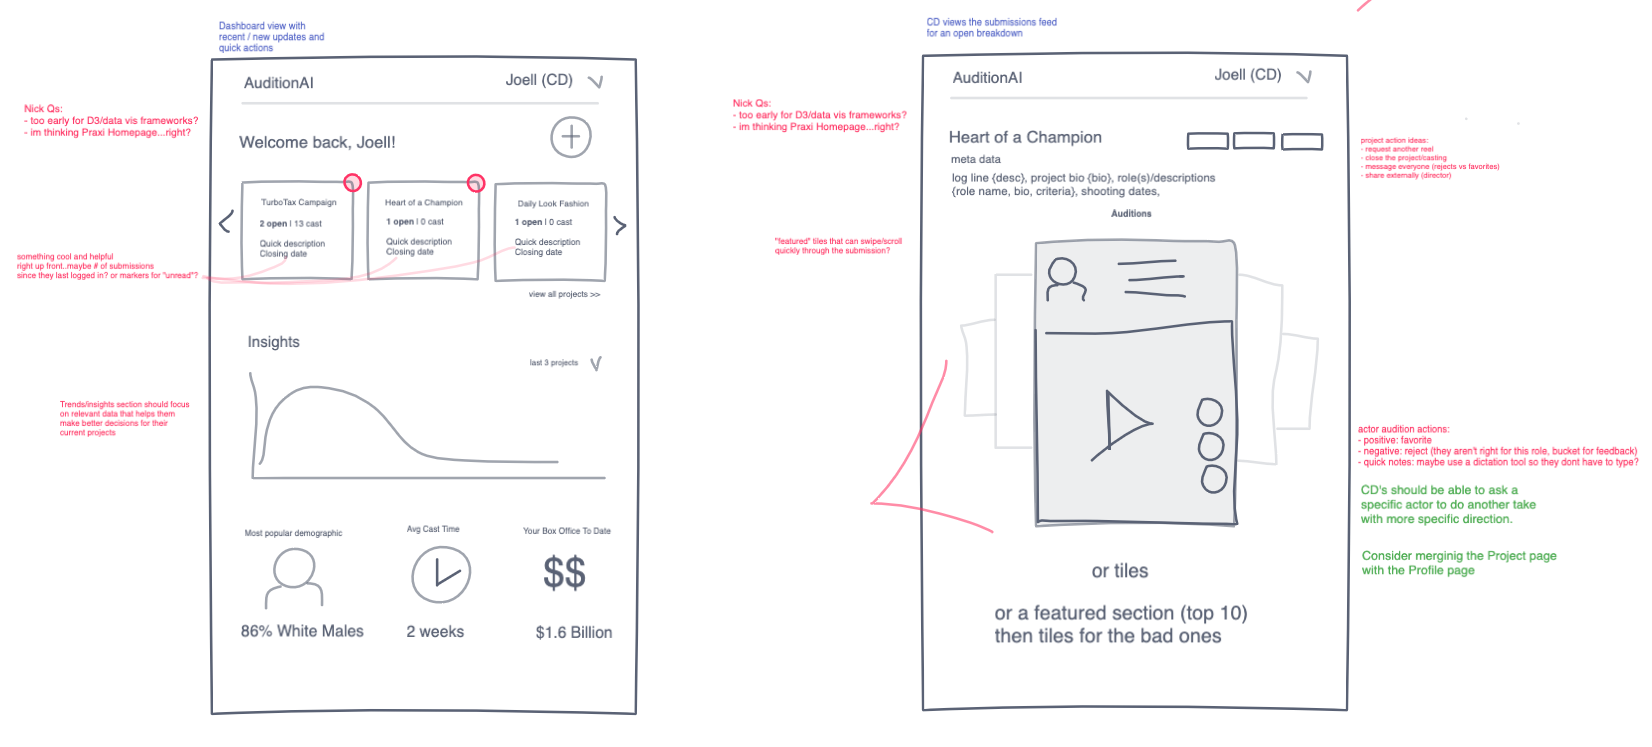 Dashboard view with
recent / new updates and
quick actions
AuditionAI
Joell (CD)
Nick Qs:
- too early for D3/data vis frameworks?
- im thinking Praxi Homepage...right?
Welcome back, Joell!
TurboTax Campaign
2 open | 13 cast
Quick description
Closing date
Heart of a Champion
1 open | 0 cast
Quick description
Closing date
Daily Look Fashion
1 open | 0 cast
Quick description
Closing date
something cool and helpful
right up front..maybe # of submissions
since they last logged in? or markers for "unread"?
view all projects >>
Insights
last 3 projects
Trends/insights section should focus
on relevant data that helps them
make better decisions for their
current projects
Most popular demographic
Avg Cast Time
Your Box Office To Date
$$
86% White Males
2 weeks
$1.6 Billion
CD views the submissions feed
for an open breakdown
AuditionAI
Joell (CD)
Nick Qs:
- too early for D3/data vis frameworks?
- im thinking Praxi Homepage...right?
Heart of a Champion
meta data
log line {desc}, project bio {bio}, role(s)/descriptions
{role name, bio, criteria}, shooting dates,
Auditions
project action ideas:
- request another reel
- close the project/casting
- message everyone (rejects vs favorites)
- share externally (director)
"featured" tiles that can swipe/scroll
quickly through the submission?
actor audition actions:
- positive: favorite
- negative: reject (they aren't right for this role, bucket for feedback)
- quick notes: maybe use a dictation tool so they dont have to type?
CD's should be able to ask a
specific actor to do another take
with more specific direction.
Consider merginig the Project page
with the Profile page
or tiles
or a featured section (top 10)
then tiles for the bad ones